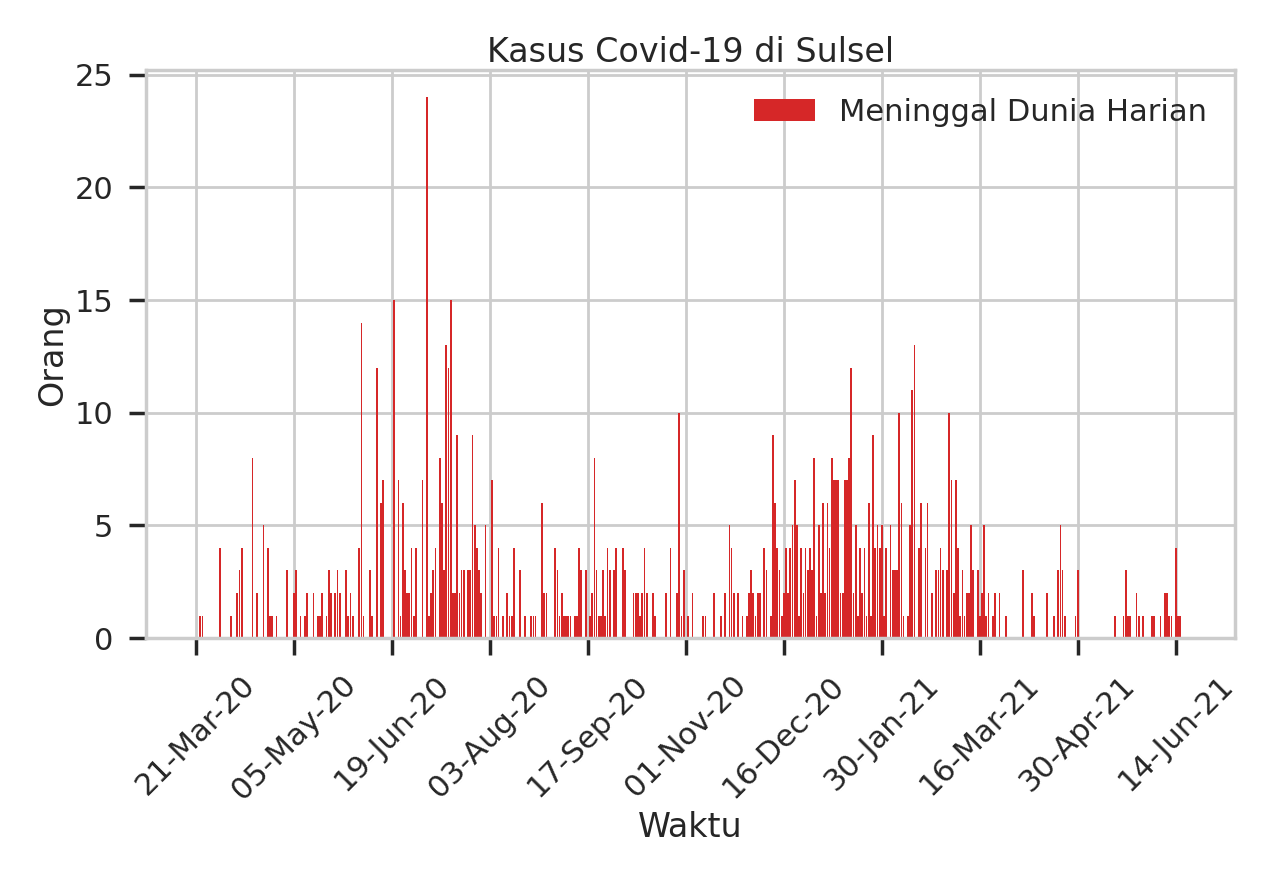 Kasus Covid-19 di Sulsel
Meninggal Dunia Harian
Orang
25
20
15
10
5
0
21-Mar-20
05-May-20
19-Jun-20
03-Aug-20
17-Sep-20
01-Nov-20
16-Dec-20
30-Jan-21
16-Mar-21
30-Apr-21
14-Jun-21
Waktu